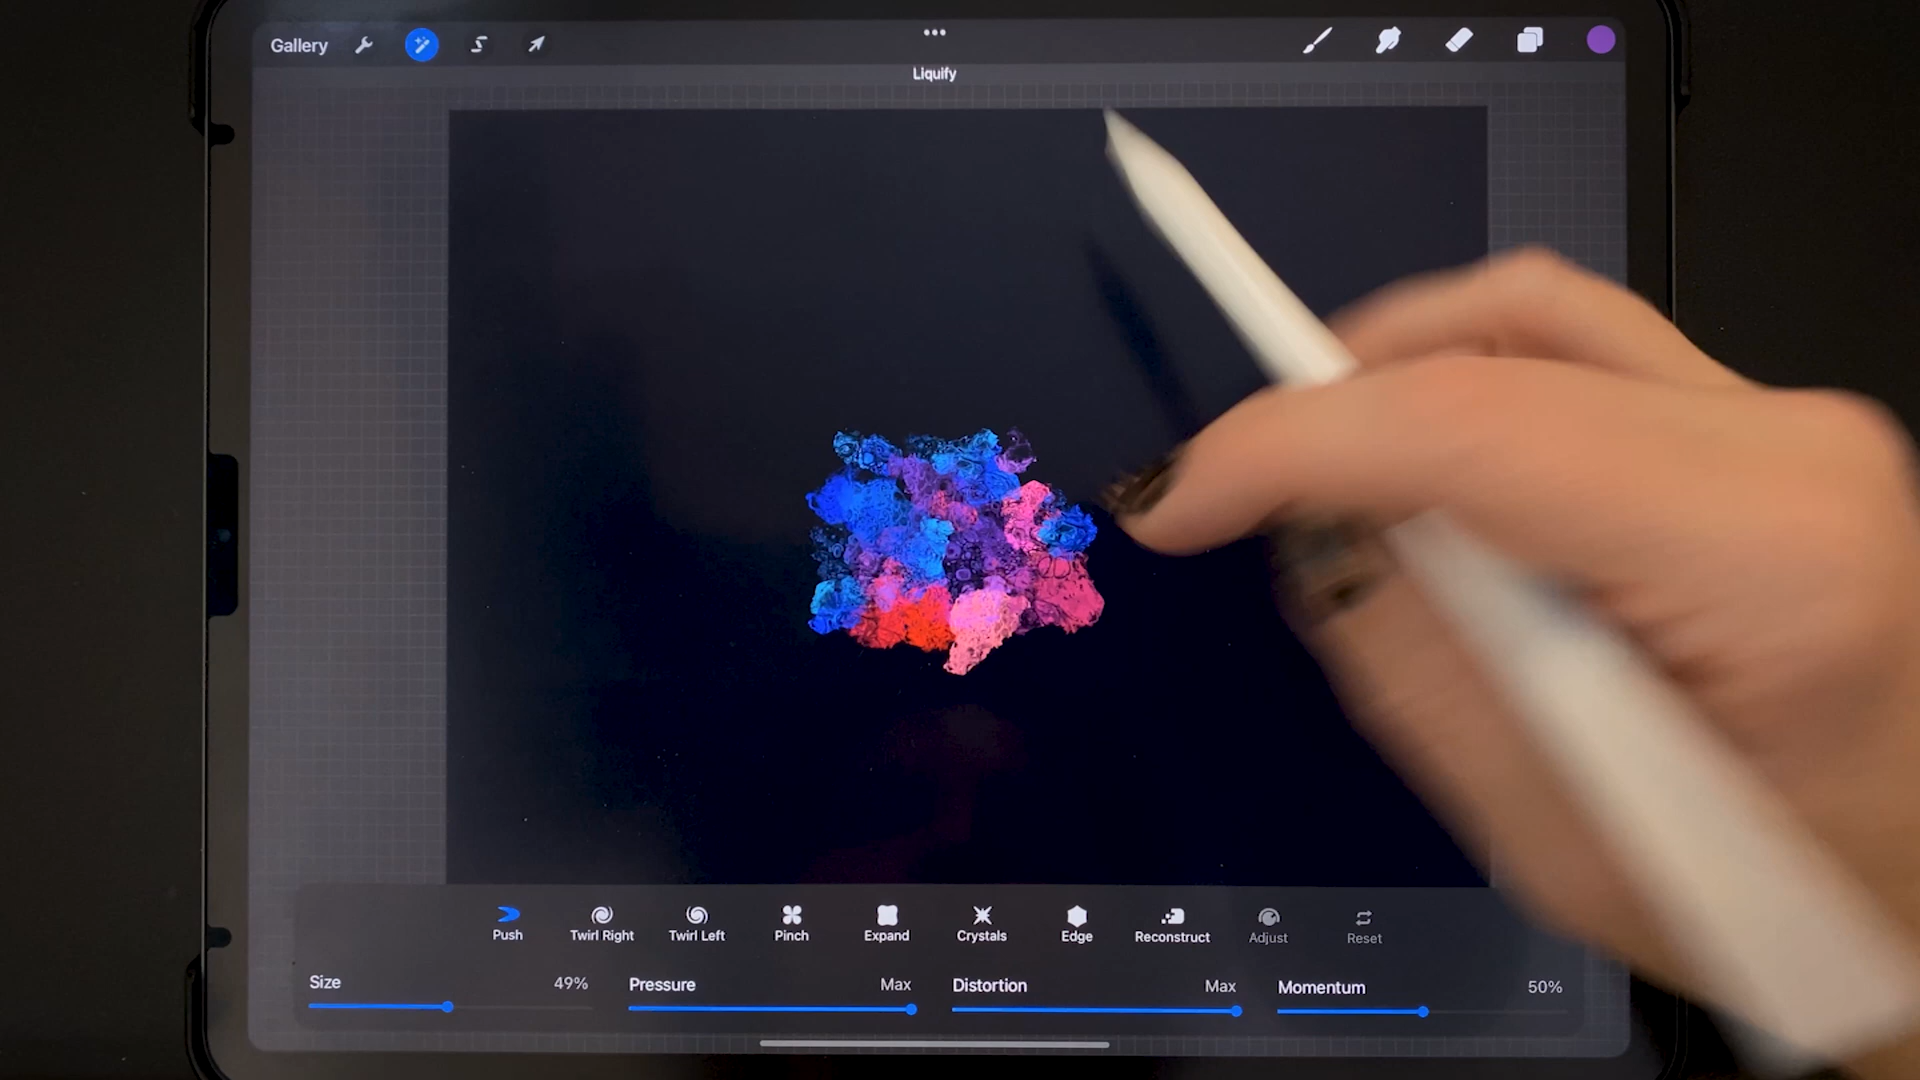 Gallery
Liquify
Push Twirl Right Twirl Left Pinch Expand Crystals Edge Reconstruct Adjust Reset
Size 49% Pressure Max Distortion Max Momentum 50%